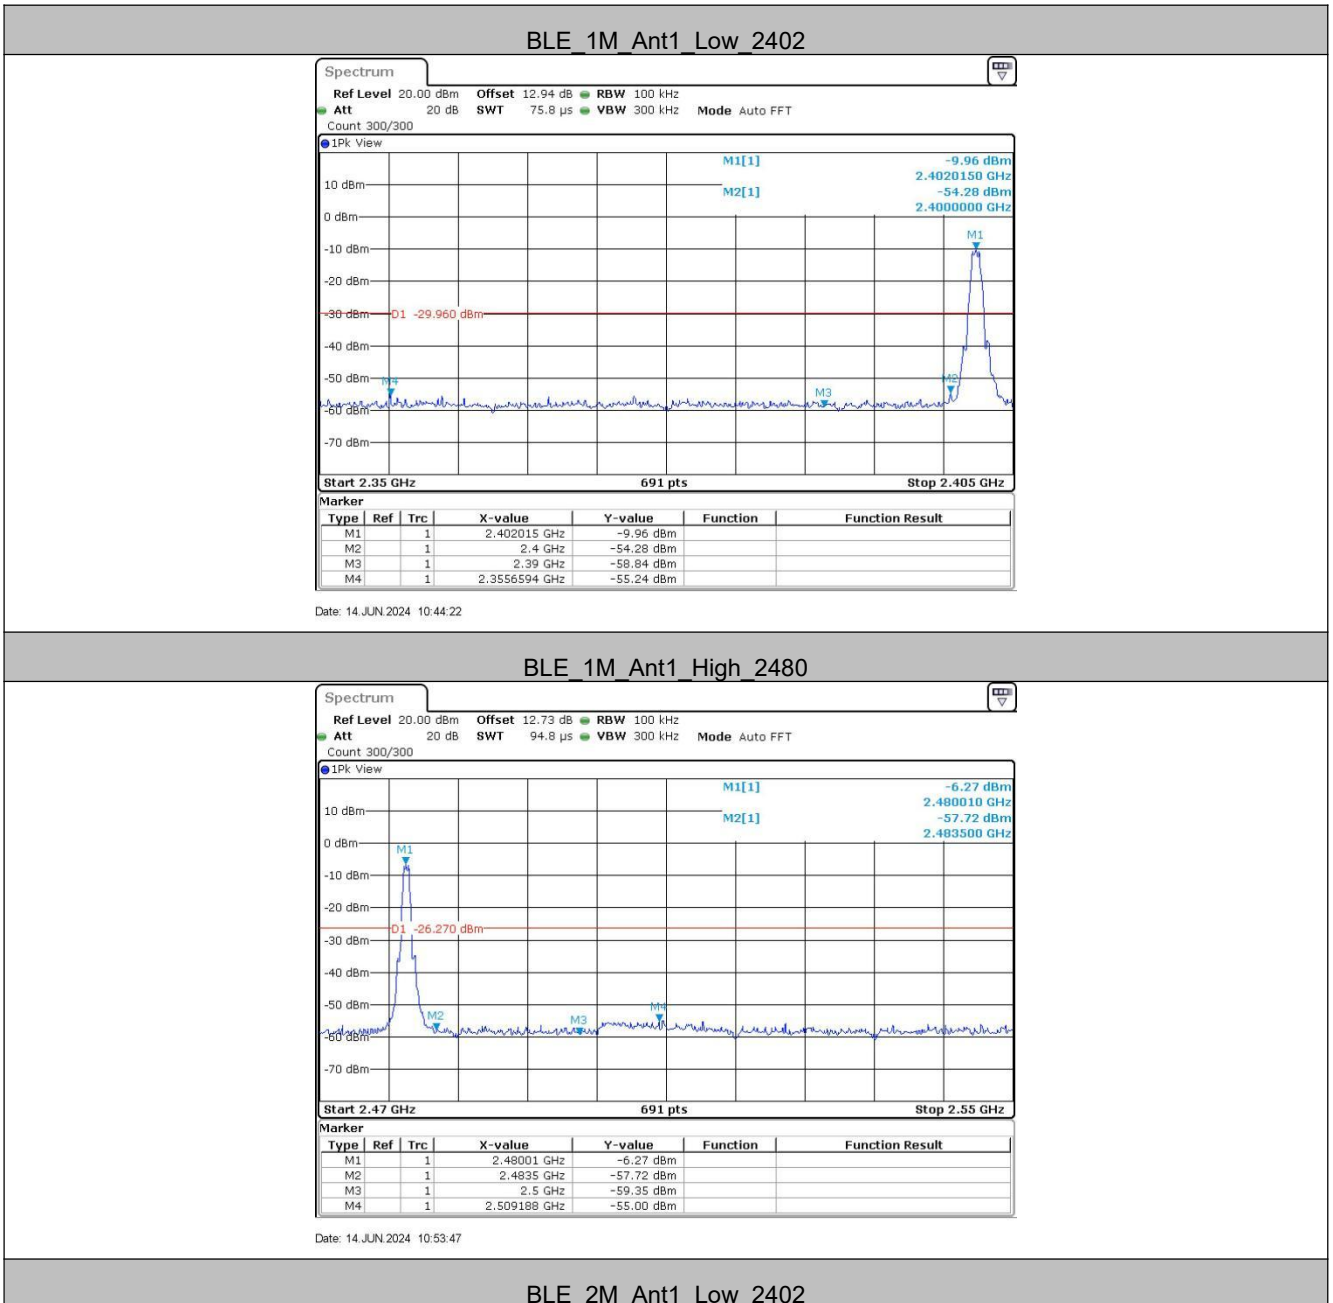 BLE_1M_Ant1_Low_2402
Spectrum
Ref Level 20.00 dBm Offset 12.94 dB RBW 100 kHz
Att 20 dB SWT 75.8 µs VBW 300 kHz Mode Auto FFT
Count 300/300
1Pk View
M1[1] -9.96 dBm
2.4020150 GHz
10 dBm
M2[1] -54.28 dBm
2.4000000 GHz
0 dBm
M1
-10 dBm
-20 dBm
-30 dBm D1 -29.960 dBm
-40 dBm
-50 dBm M4 M3 M2
-60 dBm
-70 dBm
Start 2.35 GHz 691 pts Stop 2.405 GHz
Marker
Type Ref Trc X-value Y-value Function Function Result
M1 1 2.402015 GHz -9.96 dBm
M2 1 2.4 GHz -54.28 dBm
M3 1 2.39 GHz -58.84 dBm
M4 1 2.3556594 GHz -55.24 dBm
Date: 14.JUN.2024 10:44:22
BLE_1M_Ant1_High_2480
Spectrum
Ref Level 20.00 dBm Offset 12.73 dB RBW 100 kHz
Att 20 dB SWT 94.8 µs VBW 300 kHz Mode Auto FFT
Count 300/300
1Pk View
M1[1] -6.27 dBm
2.480010 GHz
10 dBm
M2[1] -57.72 dBm
2.483500 GHz
0 dBm
M1
-10 dBm
-20 dBm
D1 -26.270 dBm
-30 dBm
-40 dBm
-50 dBm
M2 M3 M4
-60 dBm
-70 dBm
Start 2.47 GHz 691 pts Stop 2.55 GHz
Marker
Type Ref Trc X-value Y-value Function Function Result
M1 1 2.48001 GHz -6.27 dBm
M2 1 2.4835 GHz -57.72 dBm
M3 1 2.5 GHz -59.35 dBm
M4 1 2.509188 GHz -55.00 dBm
Date: 14.JUN.2024 10:53:47
BLE_2M_Ant1_Low_2402